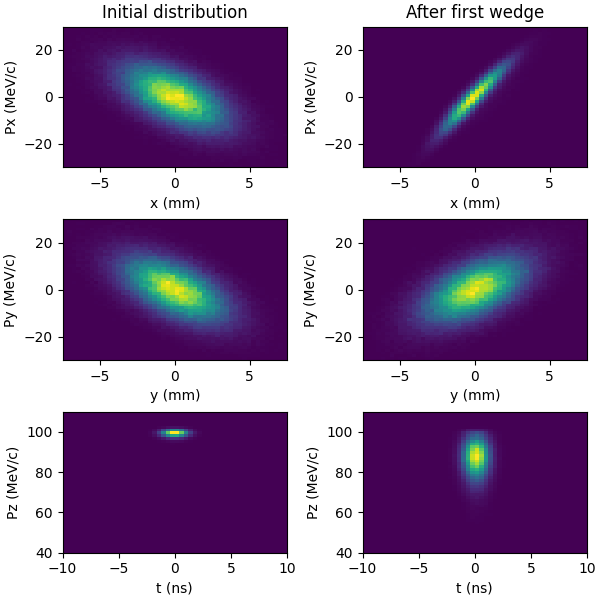 Initial distribution
After first wedge
20
0
−20
Px (MeV/c)
−5 0 5
x (mm)
20
0
−20
Px (MeV/c)
−5 0 5
x (mm)
20
0
−20
Py (MeV/c)
−5 0 5
y (mm)
20
0
−20
Py (MeV/c)
−5 0 5
y (mm)
100
80
60
40
Pz (MeV/c)
−10 −5 0 5 10
t (ns)
100
80
60
40
Pz (MeV/c)
−10 −5 0 5 10
t (ns)